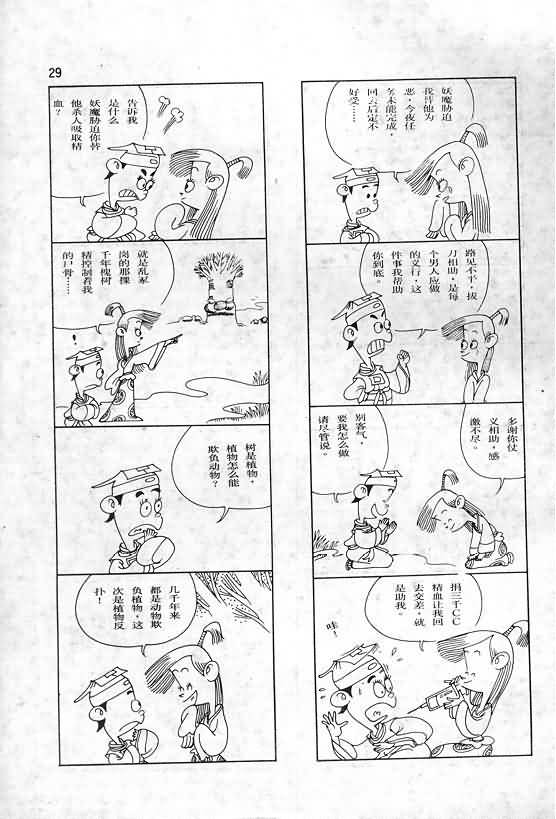 29
告诉我
是什么
妖魔胁迫你替
他杀人吸取精
血？
就是乱冢
岗的那棵
千年槐树
精控制着我
的尸骨……
！
树是植物，
植物怎么能
欺负动物？
几千年来
都是动物欺
负植物，这
次是植物反
扑！
妖魔胁迫
我替他为
恶，今夜任
务未能完成，
回去后定不
好受……
路见不平，拔
刀相助，是每
个男人应做
的义行，这
件事我帮助
你到底。
多谢你仗
义相助，感
激不尽。
别客气，
要我怎么做
请尽管说。
捐三千CC
精血让我回
去交差，就
是助我。
哇！